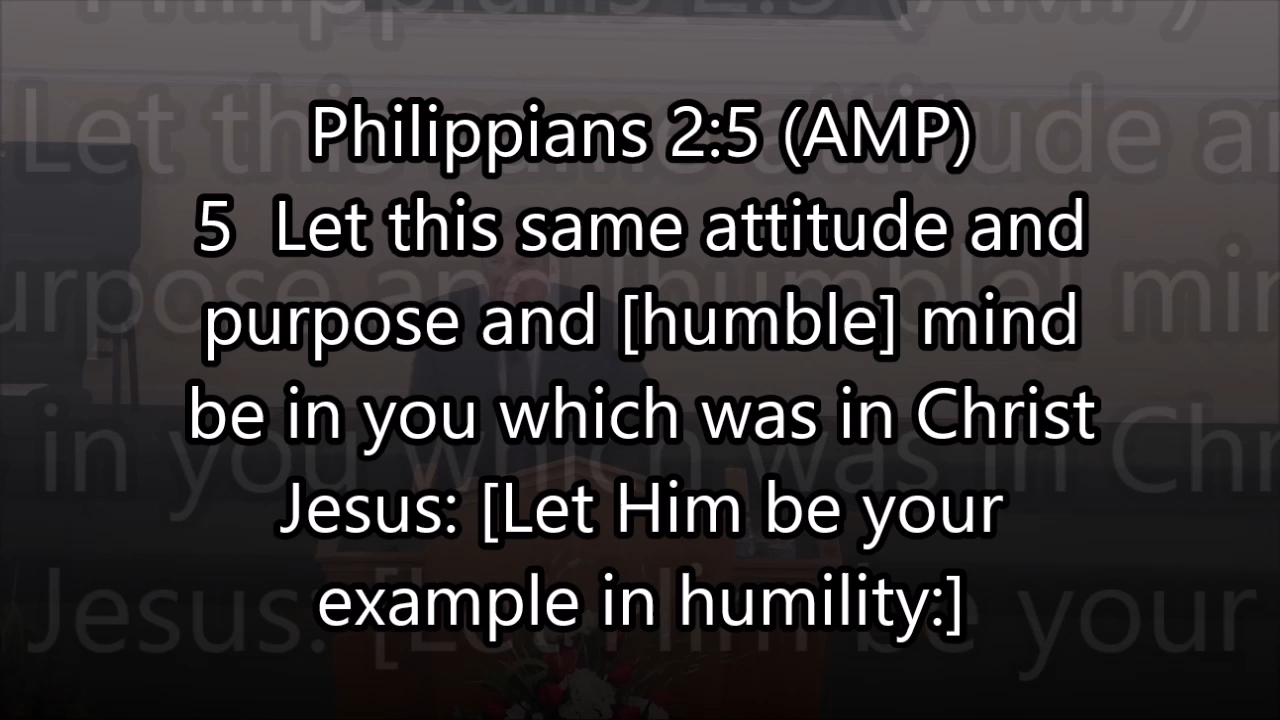 Philippians 2:5 (AMP)
5  Let this same attitude and
purpose and [humble] mind
be in you which was in Christ
Jesus: [Let Him be your
example in humility:]